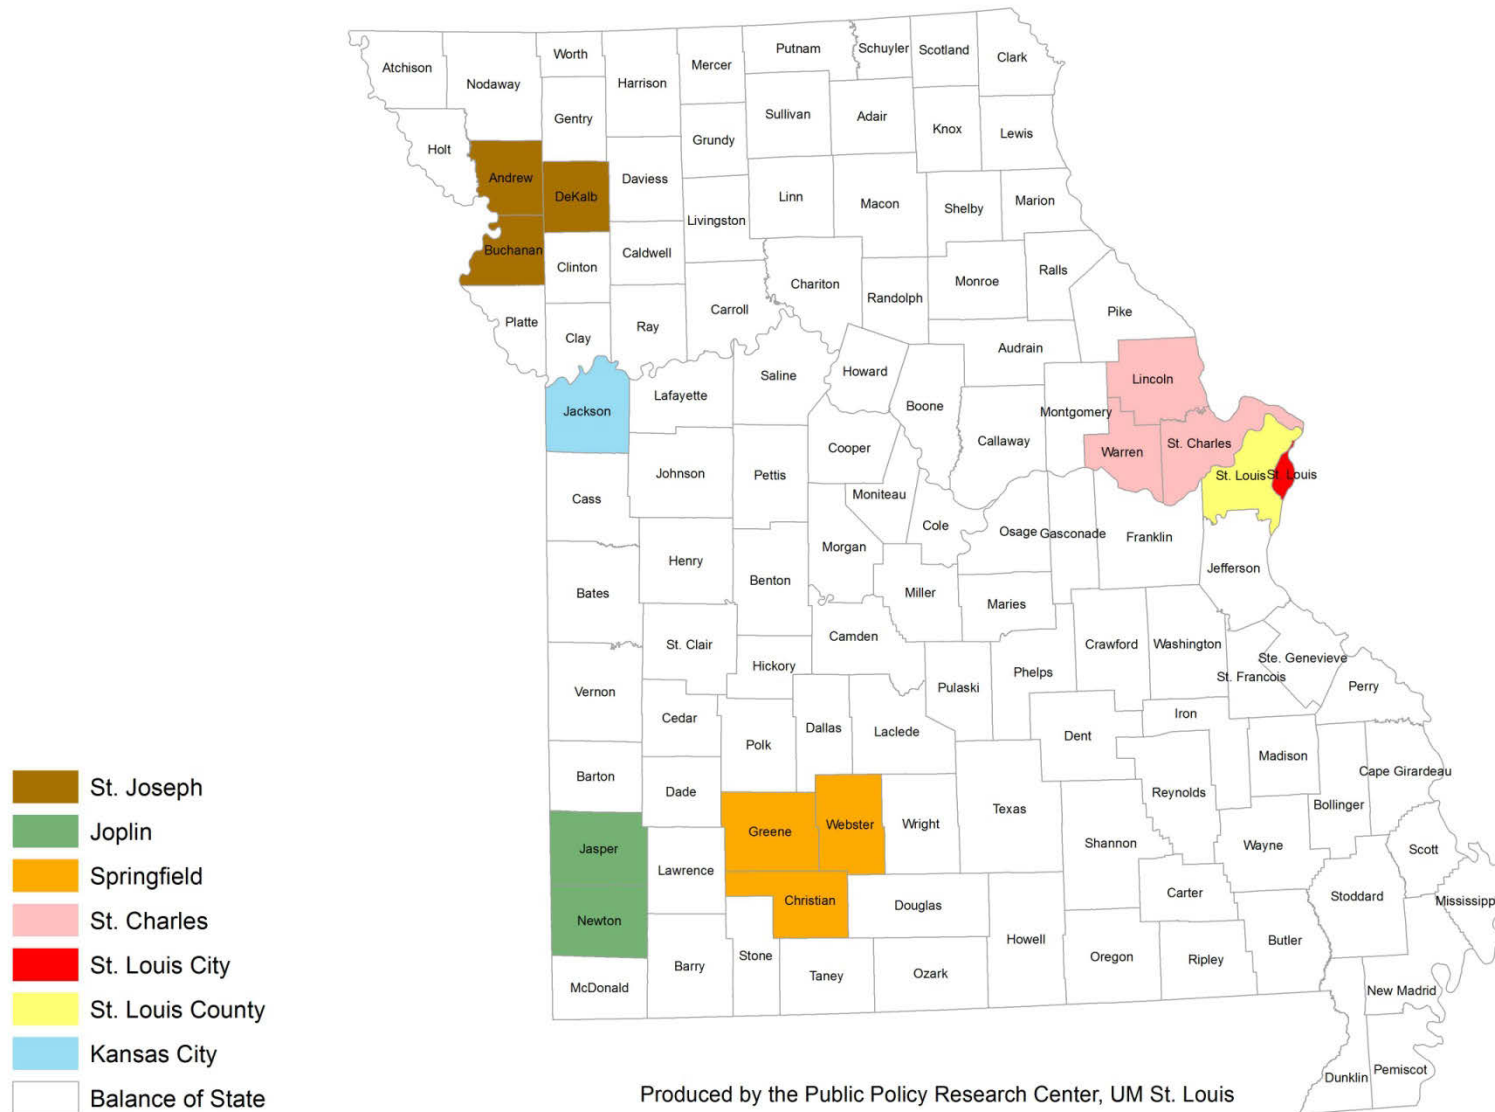 Atchison
Nodaway
Worth
Harrison
Mercer
Putnam
Schuyler
Scotland
Clark
Gentry
Sullivan
Adair
Knox
Lewis
Holt
Grundy
Andrew
DeKalb
Daviess
Livingston
Linn
Macon
Shelby
Marion
Buchanan
Clinton
Caldwell
Chariton
Randolph
Monroe
Ralls
Platte
Clay
Ray
Carroll
Pike
Audrain
Jackson
Lafayette
Saline
Howard
Boone
Callaway
Montgomery
Lincoln
Warren
St. Charles
St. Louis
St. Louis
Cass
Johnson
Pettis
Cooper
Moniteau
Cole
Osage
Gasconade
Franklin
Jefferson
Bates
Henry
Benton
Morgan
Miller
Maries
St. Clair
Hickory
Camden
Pulaski
Phelps
Crawford
Washington
St. Francois
Ste. Genevieve
Perry
Vernon
Cedar
Polk
Dallas
Laclede
Dent
Iron
Madison
Cape Girardeau
Bollinger
Barton
Dade
Greene
Webster
Wright
Texas
Reynolds
Shannon
Wayne
Scott
Jasper
Lawrence
Christian
Douglas
Howell
Carter
Stoddard
Mississipp
Newton
Barry
Stone
Taney
Ozark
Oregon
Ripley
Butler
McDonald
New Madrid
Dunklin
Pemiscot
St. Joseph
Joplin
Springfield
St. Charles
St. Louis City
St. Louis County
Kansas City
Balance of State
Produced by the Public Policy Research Center, UM St. Louis